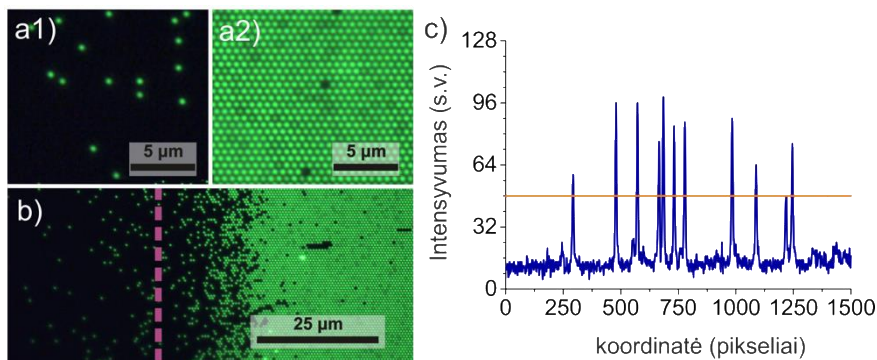 a1)
5 µm
a2)
5 µm
b)
25 µm
c)
Intensyvumas (s.v.)
128
96
64
32
0
0 250 500 750 1000 1250 1500
koordinatė (pikseliai)